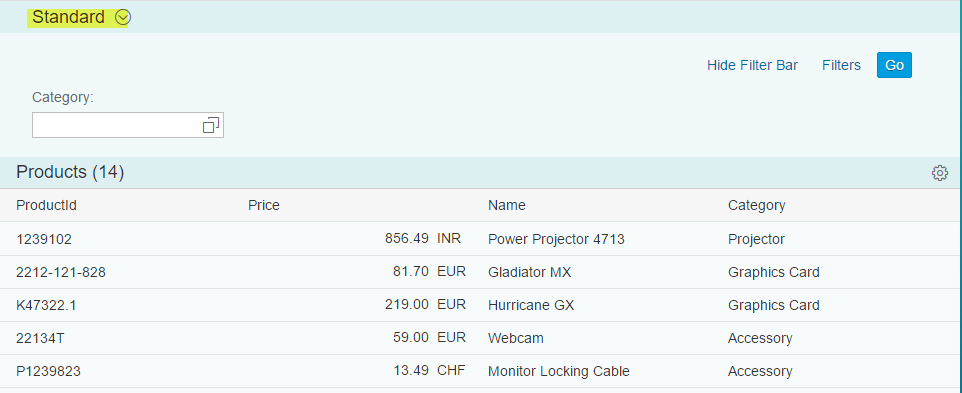 Standard
Hide Filter Bar Filters Go
Category:
Products (14)
ProductId Price Name Category
1239102 856.49 INR Power Projector 4713 Projector
2212-121-828 81.70 EUR Gladiator MX Graphics Card
K47322.1 219.00 EUR Hurricane GX Graphics Card
22134T 59.00 EUR Webcam Accessory
P1239823 13.49 CHF Monitor Locking Cable Accessory